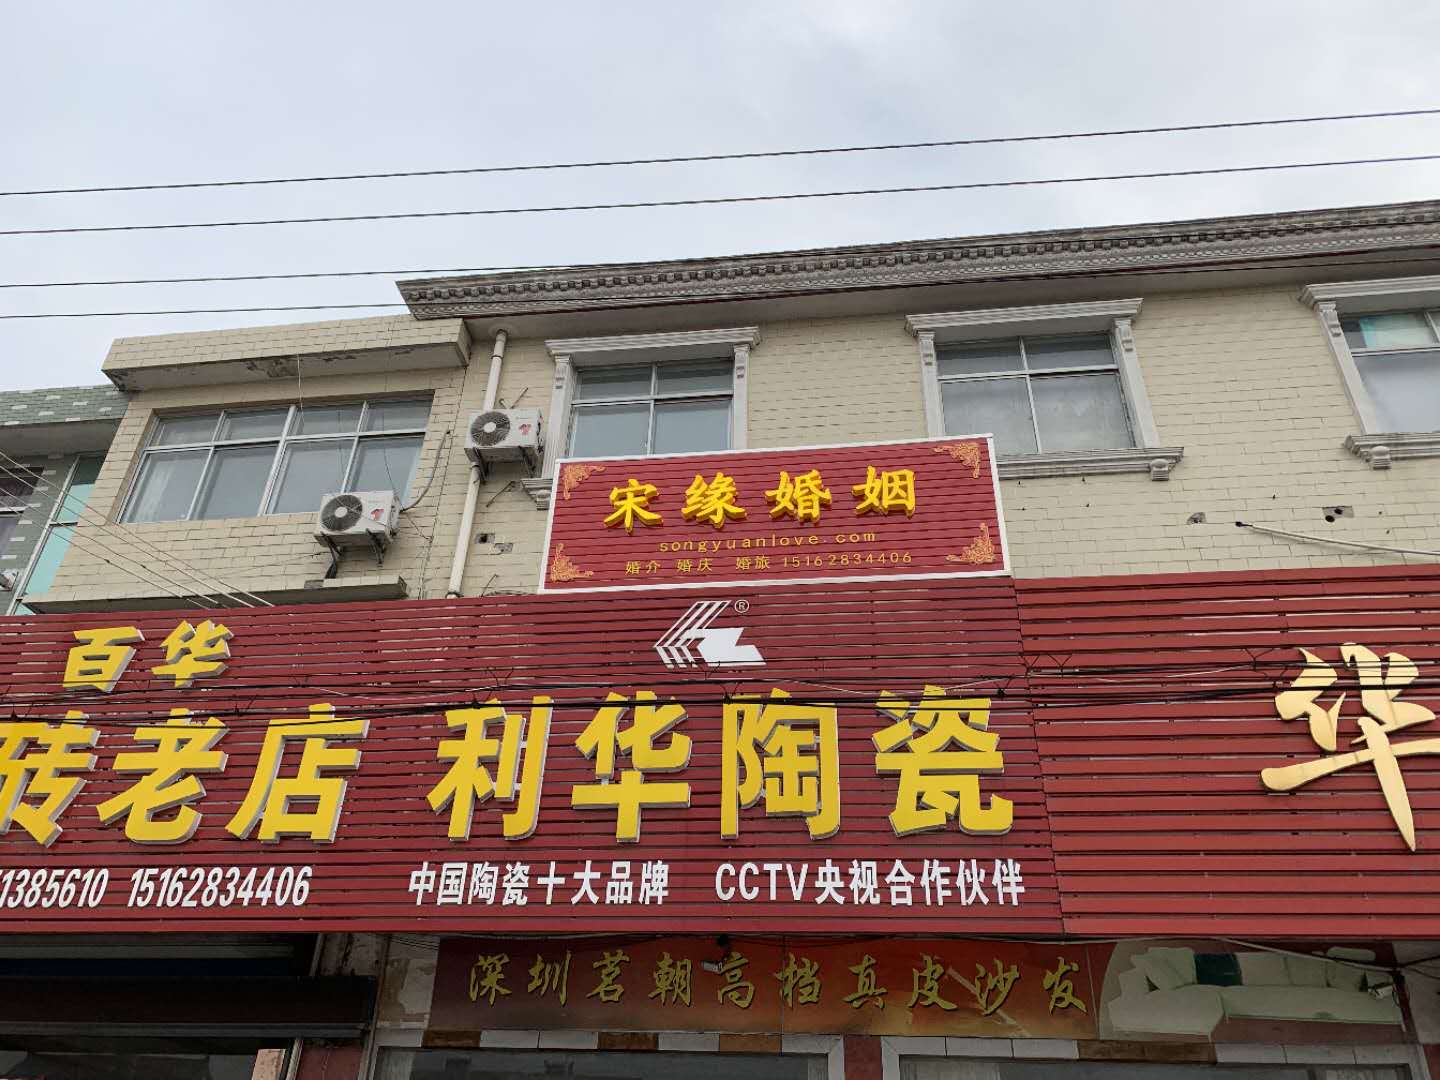 宋缘婚姻
songyuanlove.com
婚介 婚庆 婚旅 15162834406
®
百华
砖老店 利华陶瓷
华
1385610 15162834406 中国陶瓷十大品牌 CCTV央视合作伙伴
深圳茗朝高档真皮沙发